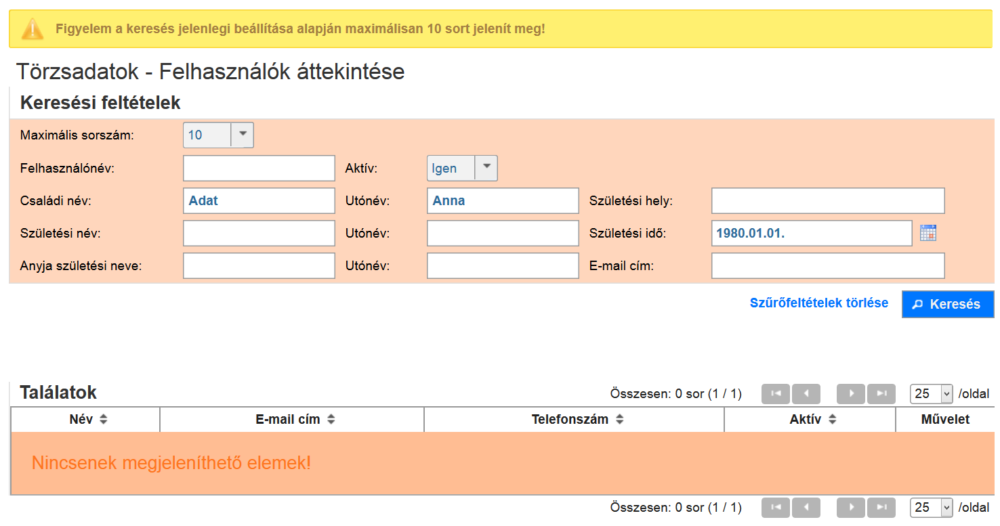 Figyelem a keresés jelenlegi beállítása alapján maximálisan 10 sort jelenít meg!
Törzsadatok - Felhasználók áttekintése
Keresési feltételek
Maximális sorszám: 10
Felhasználónév: Aktív: Igen
Családi név: Adat Utónév: Anna Születési hely:
Születési név: Utónév: Születési idő: 1980.01.01.
Anyja születési neve: Utónév: E-mail cím:
Szűrőfeltételek törlése Keresés
Találatok Összesen: 0 sor (1 / 1) 25 /oldal
Név E-mail cím Telefonszám Aktív Művelet
Nincsenek megjeleníthető elemek!
Összesen: 0 sor (1 / 1) 25 /oldal